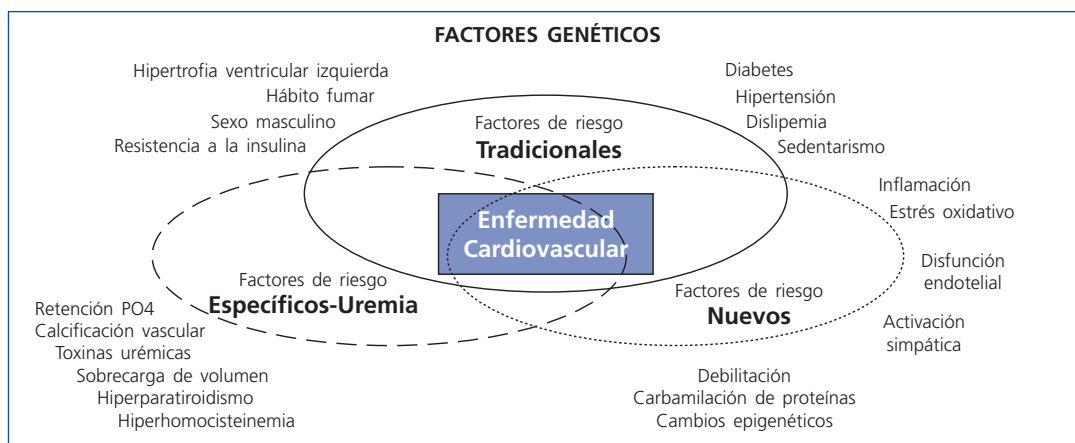 FACTORES GENÉTICOS
Hipertrofia ventricular izquierda
Hábito fumar
Sexo masculino
Resistencia a la insulina
Diabetes
Hipertensión
Dislipemia
Sedentarismo
Factores de riesgo
Tradicionales
Inflamación
Estrés oxidativo
Disfunción
endotelial
Activación
simpática
Enfermedad
Cardiovascular
Factores de riesgo
Específicos-Uremia
Factores de riesgo
Nuevos
Retención PO4
Calcificación vascular
Toxinas urémicas
Sobrecarga de volumen
Hiperparatiroidismo
Hiperhomocisteinemia
Debilitación
Carbamilación de proteínas
Cambios epigenéticos